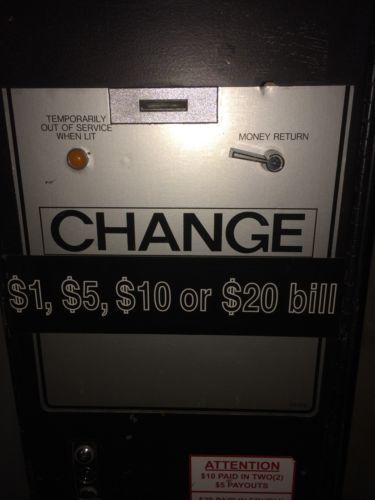 TEMPORARILY
OUT OF SERVICE
WHEN LIT
MONEY RETURN
CHANGE
$1, $5, $10 or $20 bill
ATTENTION
$10 PAID IN TWO(2)
$5 PAYOUTS